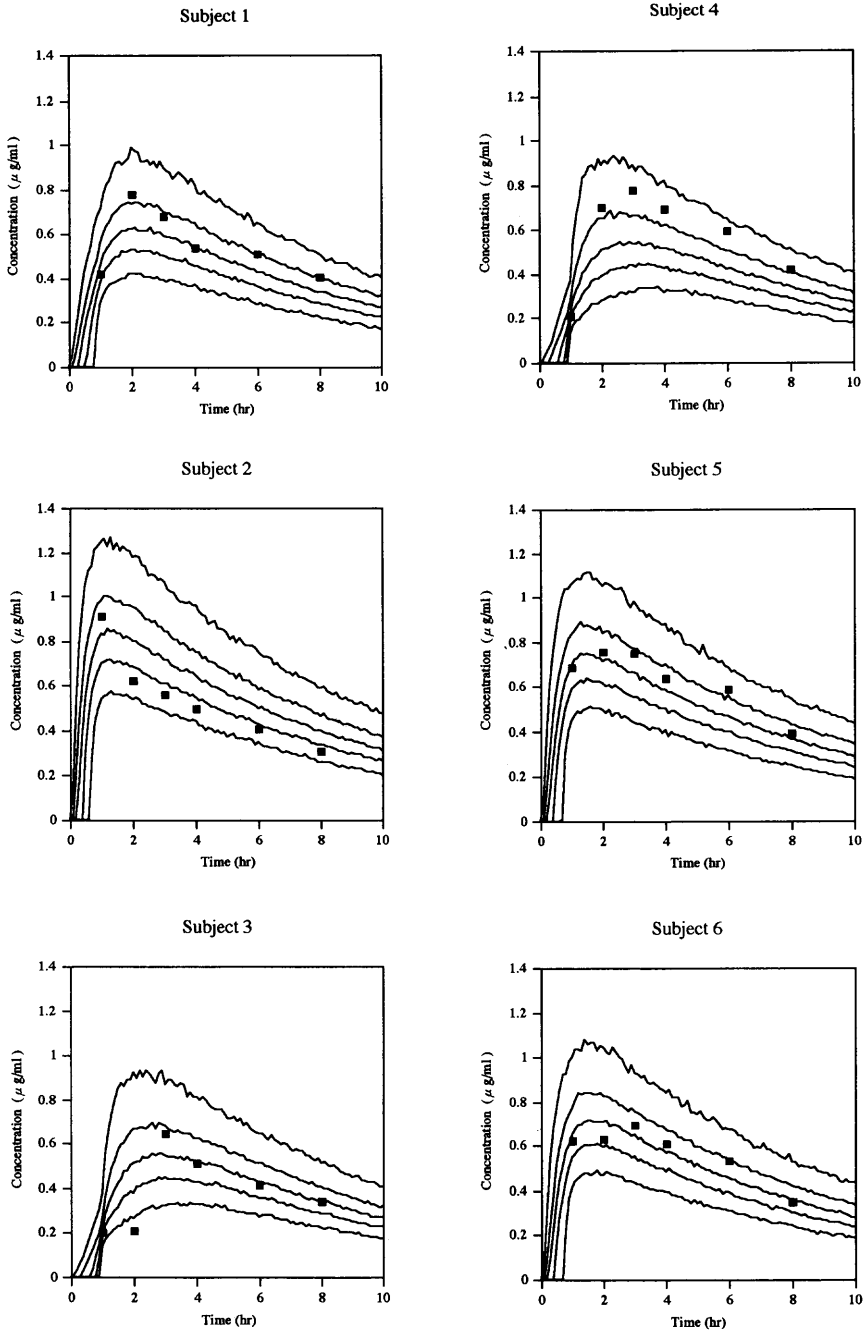 Subject 1
Concentration ( μ g/ml )
1.4
1.2
1
0.8
0.6
0.4
0.2
0
0 2 4 6 8 10
Time (hr)
Subject 4
Concentration ( μ g/ml )
1.4
1.2
1
0.8
0.6
0.4
0.2
0
0 2 4 6 8 10
Time (hr)
Subject 2
Concentration ( μ g/ml )
1.4
1.2
1
0.8
0.6
0.4
0.2
0
0 2 4 6 8 10
Time (hr)
Subject 5
Concentration ( μ g/ml )
1.4
1.2
1
0.8
0.6
0.4
0.2
0
0 2 4 6 8 10
Time (hr)
Subject 3
Concentration ( μ g/ml )
1.4
1.2
1
0.8
0.6
0.4
0.2
0
0 2 4 6 8 10
Time (hr)
Subject 6
Concentration ( μ g/ml )
1.4
1.2
1
0.8
0.6
0.4
0.2
0
0 2 4 6 8 10
Time (hr)